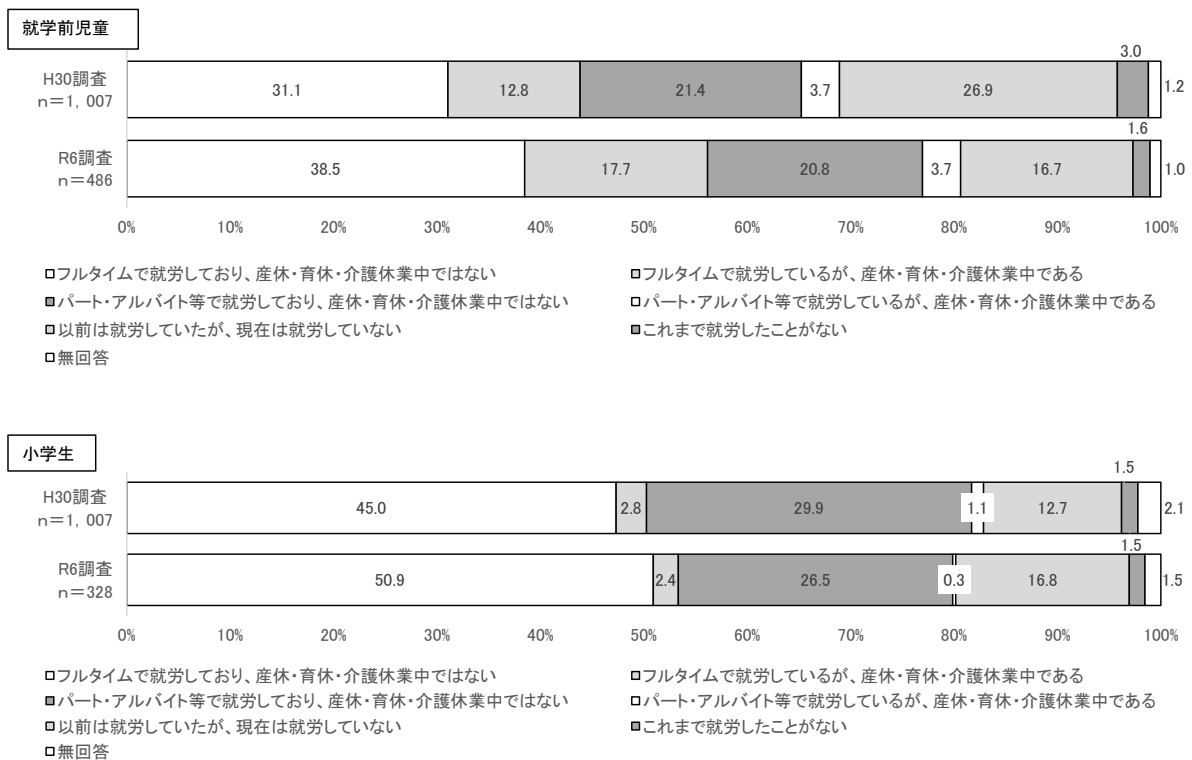 就学前児童
3.0
H30調査
n=1,007
31.1 12.8 21.4 3.7 26.9 1.2
1.6
R6調査
n=486
38.5 17.7 20.8 3.7 16.7 1.0
0% 10% 20% 30% 40% 50% 60% 70% 80% 90% 100%
フルタイムで就労しており、産休・育休・介護休業中ではない
フルタイムで就労しているが、産休・育休・介護休業中である
パート・アルバイト等で就労しており、産休・育休・介護休業中ではない
パート・アルバイト等で就労しているが、産休・育休・介護休業中である
以前は就労していたが、現在は就労していない
これまで就労したことがない
無回答
小学生
1.5
H30調査
n=1,007
45.0 2.8 29.9 1.1 12.7 2.1
1.5
R6調査
n=328
50.9 2.4 26.5 0.3 16.8 1.5
0% 10% 20% 30% 40% 50% 60% 70% 80% 90% 100%
フルタイムで就労しており、産休・育休・介護休業中ではない
フルタイムで就労しているが、産休・育休・介護休業中である
パート・アルバイト等で就労しており、産休・育休・介護休業中ではない
パート・アルバイト等で就労しているが、産休・育休・介護休業中である
以前は就労していたが、現在は就労していない
これまで就労したことがない
無回答